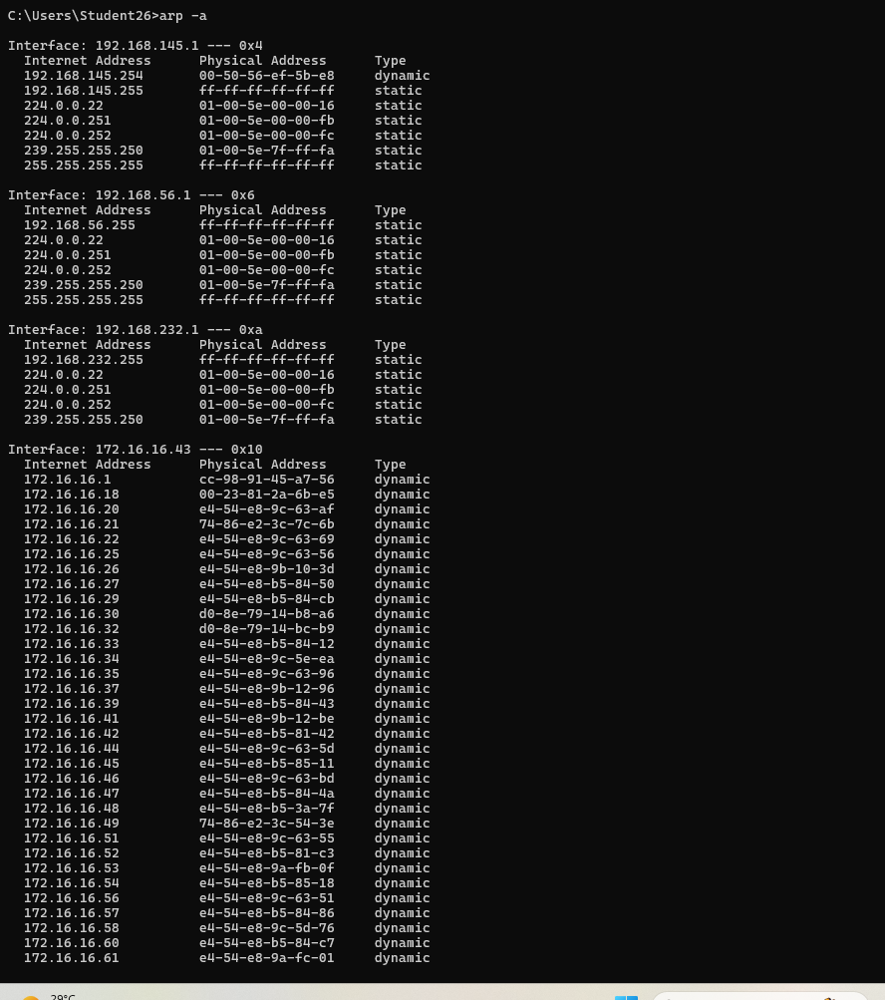 C:\Users\Student26>arp -a
Interface: 192.168.145.1 --- 0x4
Internet Address Physical Address Type
192.168.145.254 00-50-56-ef-5b-e8 dynamic
192.168.145.255 ff-ff-ff-ff-ff-ff static
224.0.0.22 01-00-5e-00-00-16 static
224.0.0.251 01-00-5e-00-00-fb static
224.0.0.252 01-00-5e-00-00-fc static
239.255.255.250 01-00-5e-7f-ff-fa static
255.255.255.255 ff-ff-ff-ff-ff-ff static
Interface: 192.168.56.1 --- 0x6
Internet Address Physical Address Type
192.168.56.255 ff-ff-ff-ff-ff-ff static
224.0.0.22 01-00-5e-00-00-16 static
224.0.0.251 01-00-5e-00-00-fb static
224.0.0.252 01-00-5e-00-00-fc static
239.255.255.250 01-00-5e-7f-ff-fa static
255.255.255.255 ff-ff-ff-ff-ff-ff static
Interface: 192.168.232.1 --- 0xa
Internet Address Physical Address Type
192.168.232.255 ff-ff-ff-ff-ff-ff static
224.0.0.22 01-00-5e-00-00-16 static
224.0.0.251 01-00-5e-00-00-fb static
224.0.0.252 01-00-5e-00-00-fc static
239.255.255.250 01-00-5e-7f-ff-fa static
Interface: 172.16.16.43 --- 0x10
Internet Address Physical Address Type
172.16.16.1 cc-98-91-45-a7-56 dynamic
172.16.16.18 00-23-81-2a-6b-e5 dynamic
172.16.16.20 e4-54-e8-9c-63-af dynamic
172.16.16.21 74-86-e2-3c-7c-6b dynamic
172.16.16.22 e4-54-e8-9c-63-69 dynamic
172.16.16.25 e4-54-e8-9c-63-56 dynamic
172.16.16.26 e4-54-e8-9b-10-3d dynamic
172.16.16.27 e4-54-e8-b5-84-50 dynamic
172.16.16.29 e4-54-e8-b5-84-cb dynamic
172.16.16.30 d0-8e-79-14-b8-a6 dynamic
172.16.16.32 d0-8e-79-14-bc-b9 dynamic
172.16.16.33 e4-54-e8-b5-84-12 dynamic
172.16.16.34 e4-54-e8-9c-5e-ea dynamic
172.16.16.35 e4-54-e8-9c-63-96 dynamic
172.16.16.37 e4-54-e8-9b-12-96 dynamic
172.16.16.39 e4-54-e8-b5-84-43 dynamic
172.16.16.41 e4-54-e8-9b-12-be dynamic
172.16.16.42 e4-54-e8-b5-81-42 dynamic
172.16.16.44 e4-54-e8-9c-63-5d dynamic
172.16.16.45 e4-54-e8-b5-85-11 dynamic
172.16.16.46 e4-54-e8-9c-63-bd dynamic
172.16.16.47 e4-54-e8-b5-84-4a dynamic
172.16.16.48 e4-54-e8-b5-3a-7f dynamic
172.16.16.49 74-86-e2-3c-54-3e dynamic
172.16.16.51 e4-54-e8-9c-63-55 dynamic
172.16.16.52 e4-54-e8-b5-81-c3 dynamic
172.16.16.53 e4-54-e8-9a-fb-0f dynamic
172.16.16.54 e4-54-e8-b5-85-18 dynamic
172.16.16.56 e4-54-e8-9c-63-51 dynamic
172.16.16.57 e4-54-e8-b5-84-86 dynamic
172.16.16.58 e4-54-e8-9c-5d-76 dynamic
172.16.16.60 e4-54-e8-b5-84-c7 dynamic
172.16.16.61 e4-54-e8-9a-fc-01 dynamic
29°C